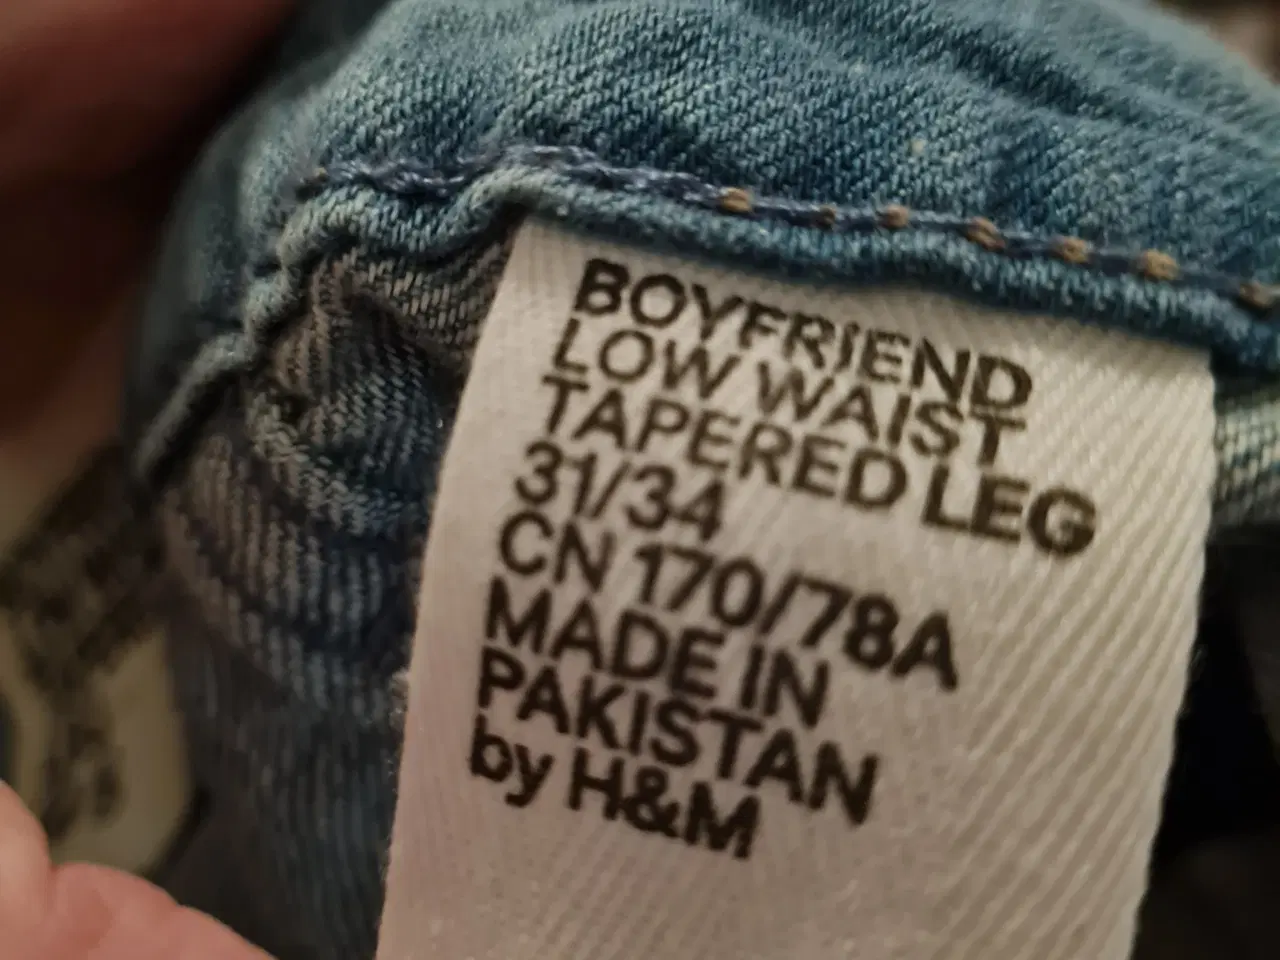 BOYFRIEND
LOW WAIST
TAPERED LEG
31/34
CN 170/78A
MADE IN
PAKISTAN
by H&M